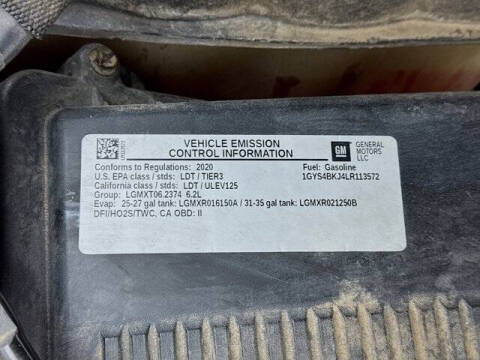 VEHICLE EMISSION
CONTROL INFORMATION
GM
GENERAL
MOTORS
LLC
Conforms to Regulations: 2020
Fuel: Gasoline
U.S. EPA class / stds: LDT / TIER3
1GYS4BKJ4LR113572
California class / stds: LDT / ULEV125
Group: LGMXT06.2374 6.2L
Evap: 25-27 gal tank: LGMXR016150A / 31-35 gal tank: LGMXR021250B
DFI/HO2S/TWC, CA OBD: II